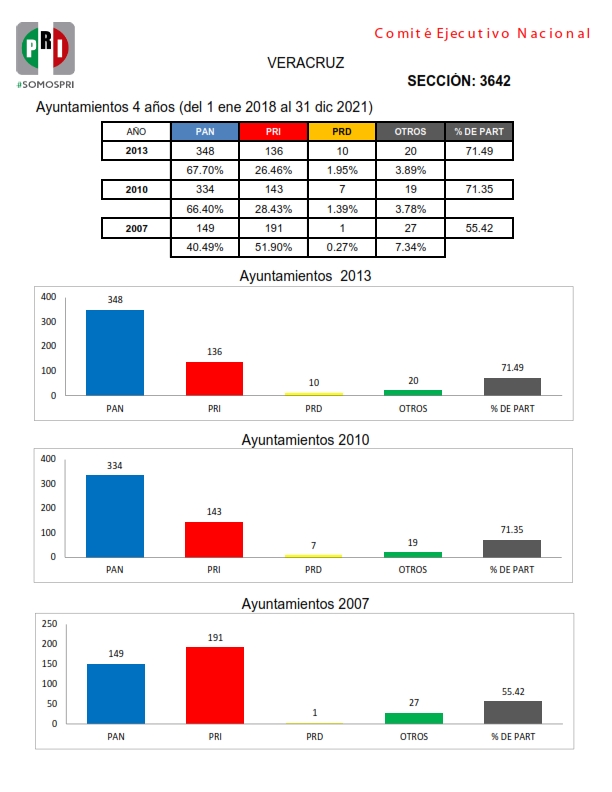 PRI
Comité Ejecutivo Nacional
#SOMOSPRI
VERACRUZ
SECCIÓN: 3642
Ayuntamientos 4 años (del 1 ene 2018 al 31 dic 2021)
AÑO PAN PRI PRD OTROS % DE PART
2013 348 136 10 20 71.49
67.70% 26.46% 1.95% 3.89%
2010 334 143 7 19 71.35
66.40% 28.43% 1.39% 3.78%
2007 149 191 1 27 55.42
40.49% 51.90% 0.27% 7.34%
Ayuntamientos 2013
400
300
200
100
0
348
136
10
20
71.49
PAN PRI PRD OTROS % DE PART
Ayuntamientos 2010
400
300
200
100
0
334
143
7
19
71.35
PAN PRI PRD OTROS % DE PART
Ayuntamientos 2007
250
200
150
100
50
0
149
191
1
27
55.42
PAN PRI PRD OTROS % DE PART